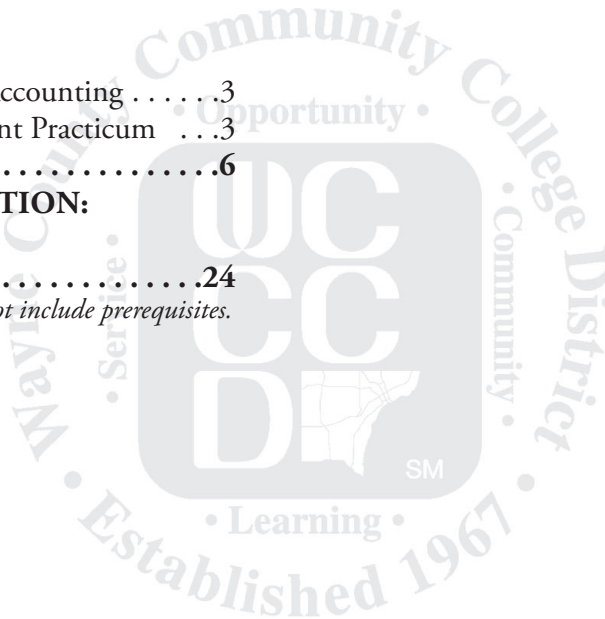 ccounting . . . . . .3
nt Practicum . . .3
. . . . . . . . . . . . . . .6
TION:
. . . . . . . . . . . . .24
ot include prerequisites.
Wayne County Community College District
• Opportunity •
• Community •
• Service •
WC
CC
D
SM
• Learning •
• Established 1967 •